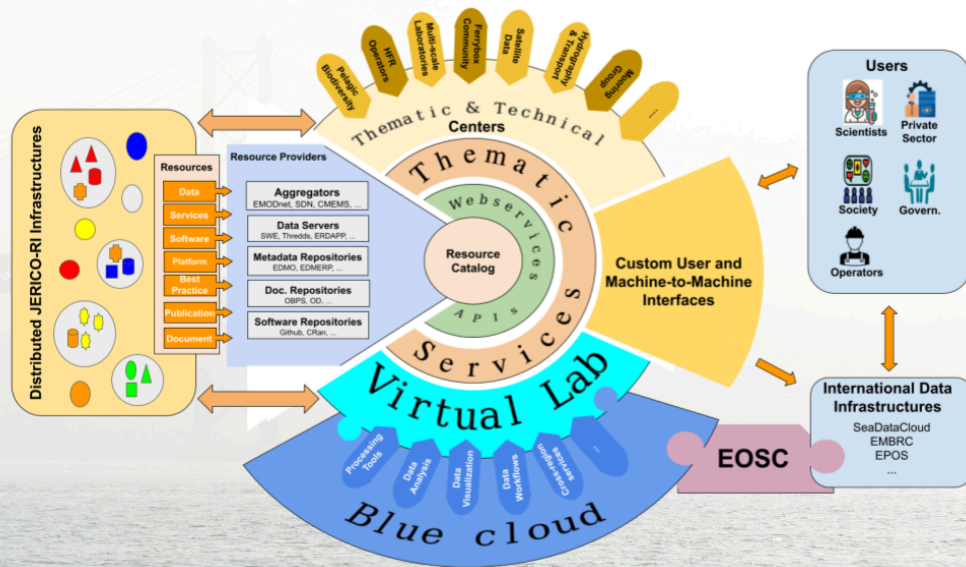 Distributed JERICO-RI Infrastructures
Resources
Data
Services
Software
Platform
Best
Practice
Publication
Document
Resource Providers
Aggregators
EMODnet, SDN, CMEMS, ...
Data Servers
SWE, Thredds, ERDAPP, ...
Metadata Repositories
EDMO, EDMERP, ...
Doc. Repositories
OBPS, OD, ...
Software Repositories
Github, CRan, ...
Pelagic
Biodiversity
HFR
Operators
Multi-scale
Laboratories
Ferrybox
Community
Satellite
Data
Hydrography
& Transport
Mooring
Group
....
Thematic & Technical
Centers
Thematic
Services
Webservices
APIs
Resource
Catalog
Custom User and
Machine-to-Machine
Interfaces
Virtual Lab
Processing
Tools
Data
Analysis
Data
Visualization
Data
Workflows
Cross-region
services
...
Blue cloud
EOSC
Users
Scientists
Private
Sector
Society
Govern.
Operators
International Data
Infrastructures
SeaDataCloud
EMBRC
EPOS
...